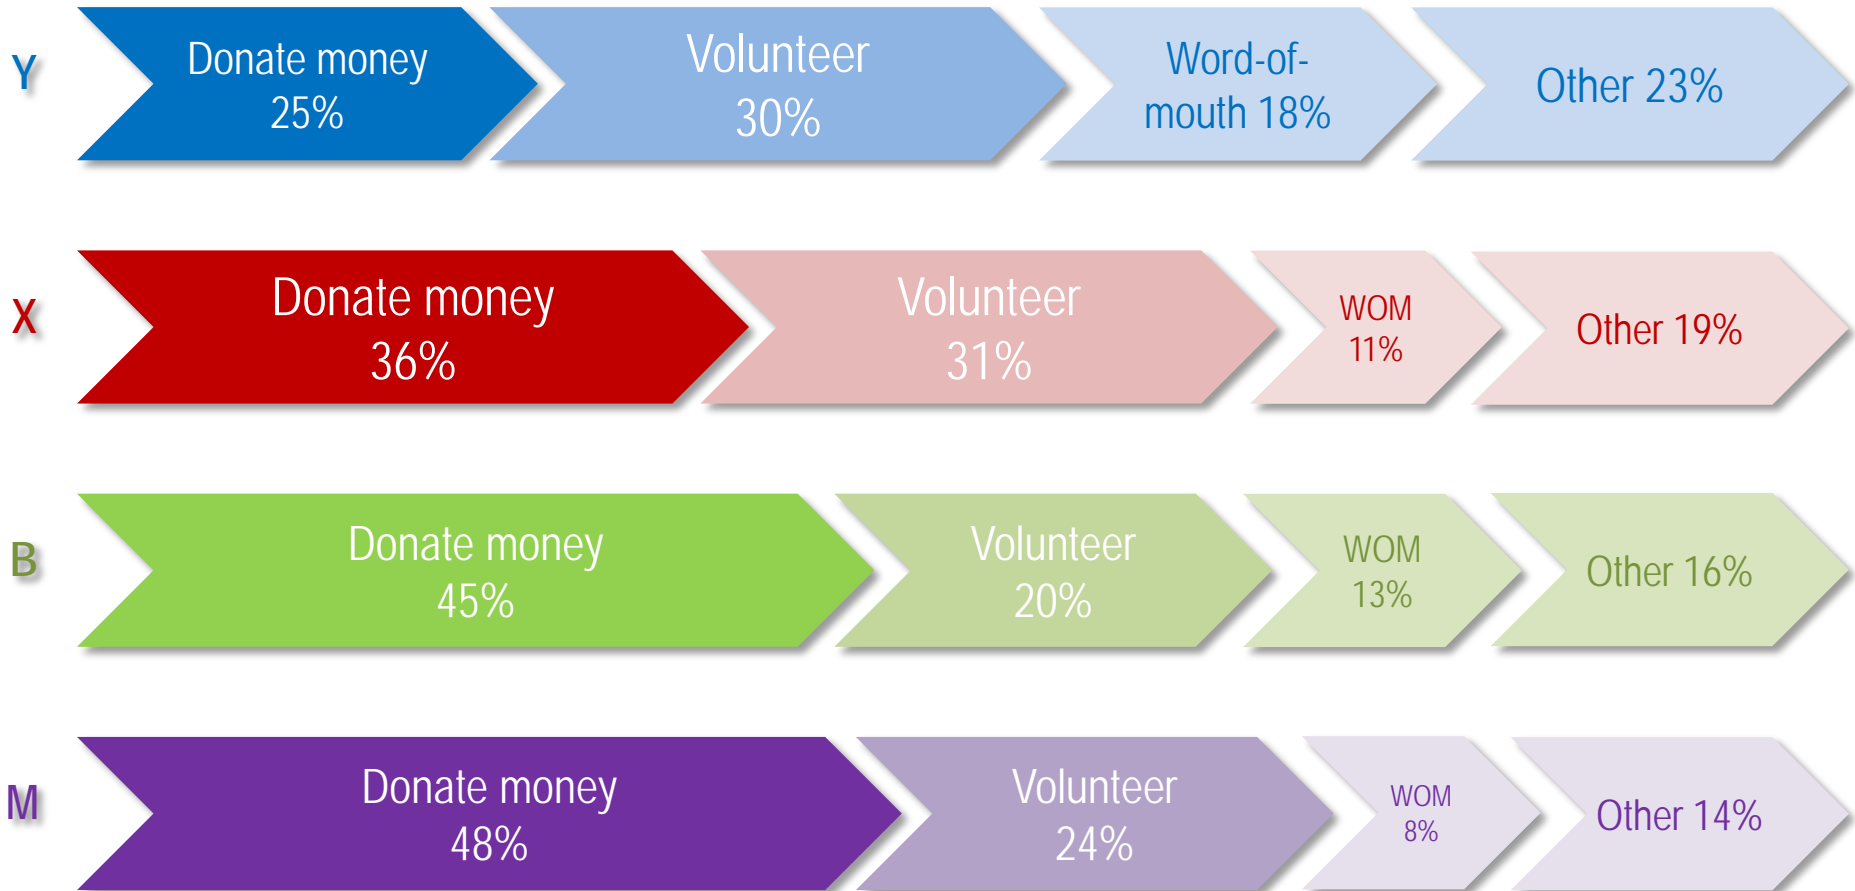 Y
Donate money
25%
Volunteer
30%
Word-of-
mouth 18%
Other 23%
X
Donate money
36%
Volunteer
31%
WOM
11%
Other 19%
B
Donate money
45%
Volunteer
20%
WOM
13%
Other 16%
M
Donate money
48%
Volunteer
24%
WOM
8%
Other 14%